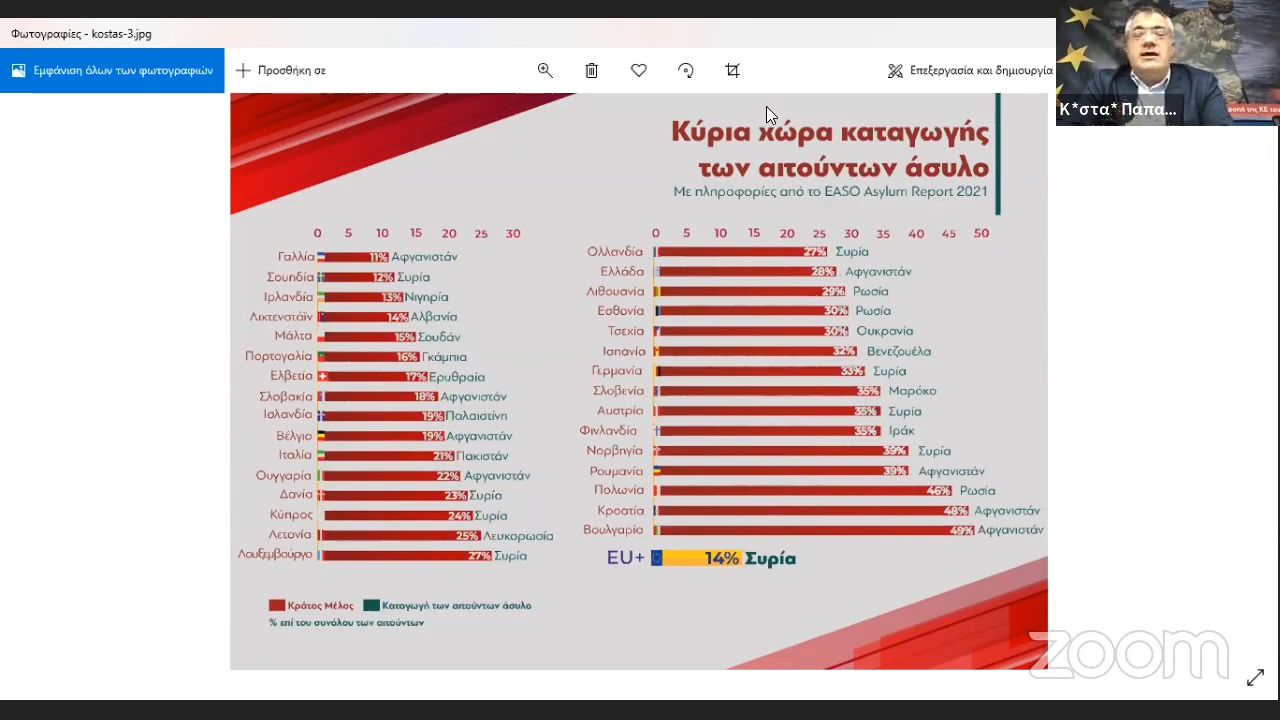 Φωτογραφίες - kostas-3.jpg
Εμφάνιση όλων των φωτογραφιών
Προσθήκη σε
Επεξεργασία και δημιουργία
Κ*στα* Παπα...
Κύρια χώρα καταγωγής
των αιτούντων άσυλο
Με πληροφορίες από το EASO Asylum Report 2021
0 5 10 15 20 25 30
Γαλλία 11% Αφγανιστάν
Σουηδία 12% Συρία
Ιρλανδία 13% Νιγηρία
Λιχτενστάϊν 14% Αλβανία
Μάλτα 15% Σουδάν
Πορτογαλία 16% Γκάμπια
Ελβετία 17% Ερυθραία
Σλοβακία 18% Αφγανιστάν
Ισλανδία 19% Παλαιστίνη
Βέλγιο 19% Αφγανιστάν
Ιταλία 21% Πακιστάν
Ουγγαρία 22% Αφγανιστάν
Δανία 23% Συρία
Κύπρος 24% Συρία
Λετονία 25% Λευκορωσία
Λουξεμβούργο 27% Συρία
0 5 10 15 20 25 30 35 40 45 50
Ολλανδία 27% Συρία
Ελλάδα 28% Αφγανιστάν
Λιθουανία 29% Ρωσία
Εσθονία 30% Ρωσία
Τσεχία 30% Ουκρανία
Ισπανία 32% Βενεζουέλα
Γερμανία 33% Συρία
Σλοβενία 35% Μαρόκο
Αυστρία 35% Συρία
Φινλανδία 35% Ιράκ
Νορβηγία 39% Συρία
Ρουμανία 39% Αφγανιστάν
Πολωνία 46% Ρωσία
Κροατία 48% Αφγανιστάν
Βουλγαρία 49% Αφγανιστάν
EU+ 14% Συρία
Κράτος Μέλος Καταγωγή των αιτούντων άσυλο
% επί του συνόλου των αιτούντων
zoom